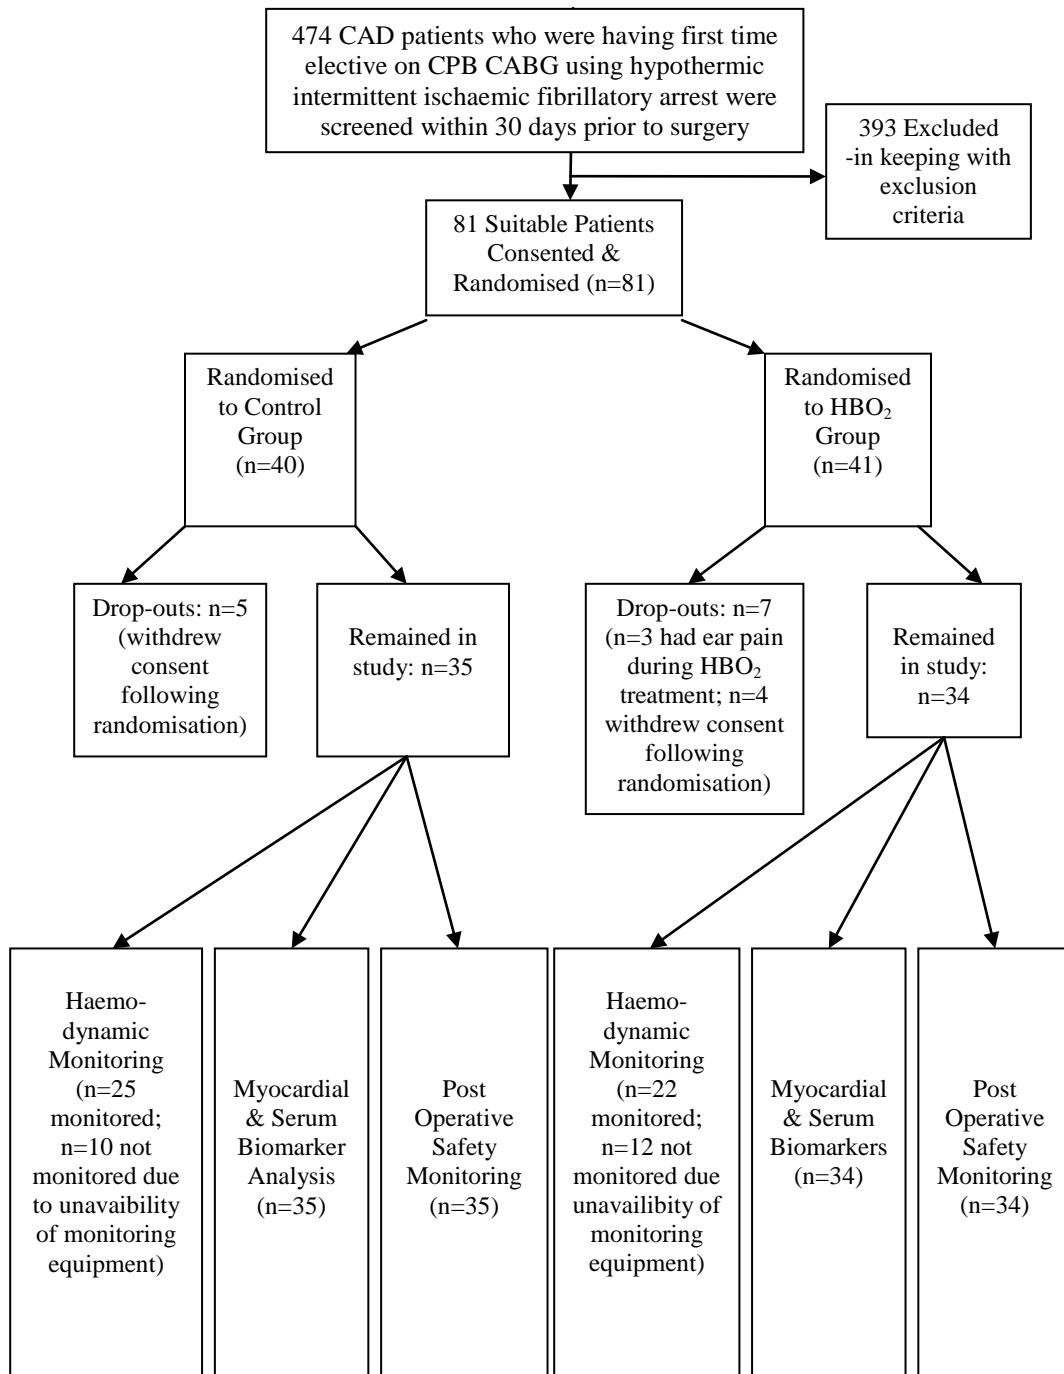 474 CAD patients who were having first time
elective on CPB CABG using hypothermic
intermittent ischaemic fibrillatory arrest were
screened within 30 days prior to surgery
393 Excluded
-in keeping with
exclusion
criteria
81 Suitable Patients
Consented &
Randomised (n=81)
Randomised
to Control
Group
(n=40)
Randomised
to HBO₂
Group
(n=41)
Drop-outs: n=5
(withdrew
consent
following
randomisation)
Remained in
study: n=35
Drop-outs: n=7
(n=3 had ear pain
during HBO₂
treatment; n=4
withdrew consent
following
randomisation)
Remained
in study:
n=34
Haemo-
dynamic
Monitoring
(n=25
monitored;
n=10 not
monitored due
to unavaibility
of monitoring
equipment)
Myocardial
& Serum
Biomarker
Analysis
(n=35)
Post
Operative
Safety
Monitoring
(n=35)
Haemo-
dynamic
Monitoring
(n=22
monitored;
n=12 not
monitored due
unavailibity of
monitoring
equipment)
Myocardial
& Serum
Biomarkers
(n=34)
Post
Operative
Safety
Monitoring
(n=34)